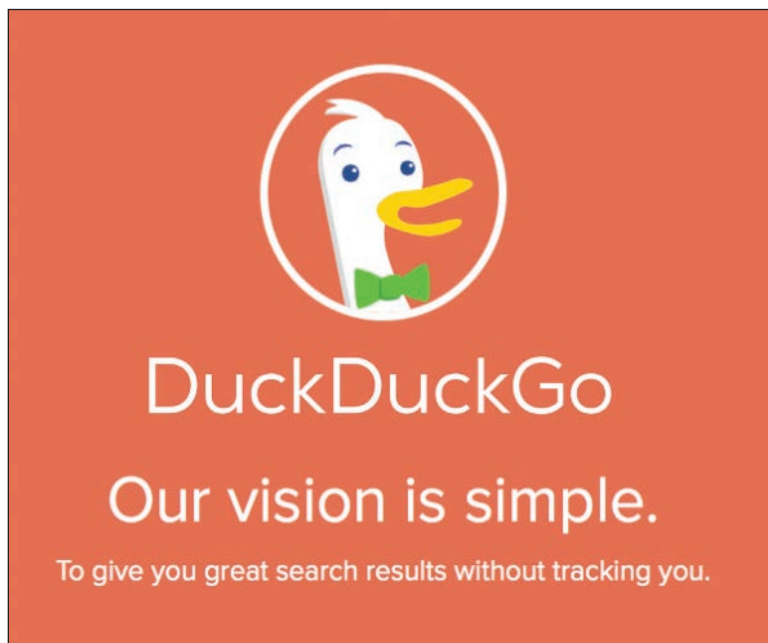 DuckDuckGo
Our vision is simple.
To give you great search results without tracking you.